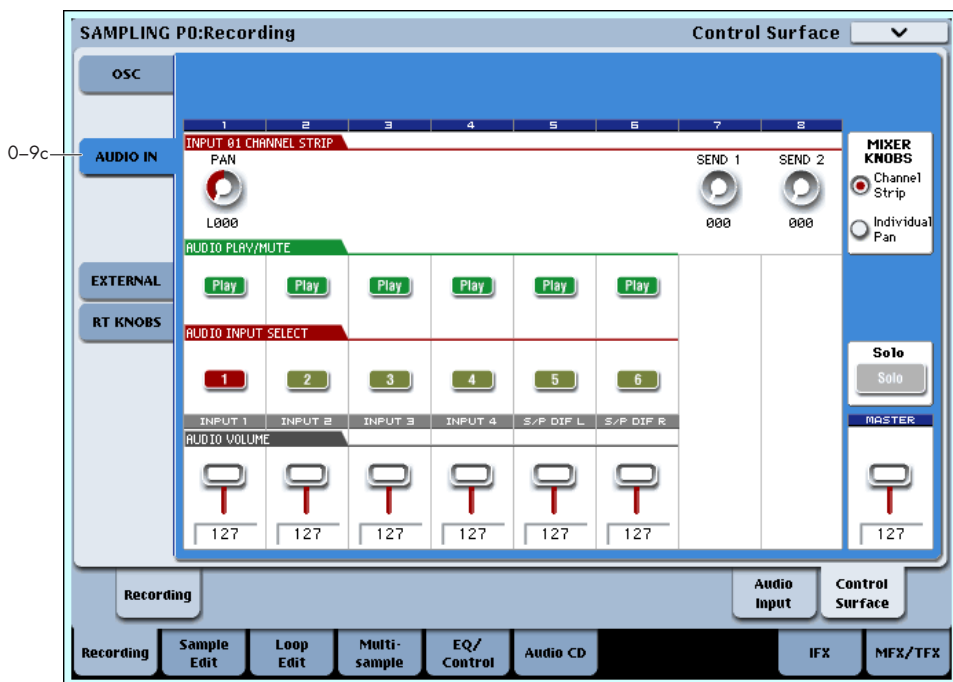 SAMPLING P0:Recording
Control Surface
OSC
0–9c
AUDIO IN
EXTERNAL
RT KNOBS
1 2 3 4 5 6 7 8
INPUT 01 CHANNEL STRIP
PAN
SEND 1
SEND 2
L000
000
000
MIXER
KNOBS
Channel
Strip
Individual
Pan
AUDIO PLAY/MUTE
Play Play Play Play Play Play
AUDIO INPUT SELECT
1 2 3 4 5 6
Solo
Solo
INPUT 1 INPUT 2 INPUT 3 INPUT 4 S/P DIF L S/P DIF R
MASTER
AUDIO VOLUME
127 127 127 127 127 127
127
Recording
Audio
Input
Control
Surface
Recording
Sample
Edit
Loop
Edit
Multi-
sample
EQ/
Control
Audio CD
IFX
MFX/TFX